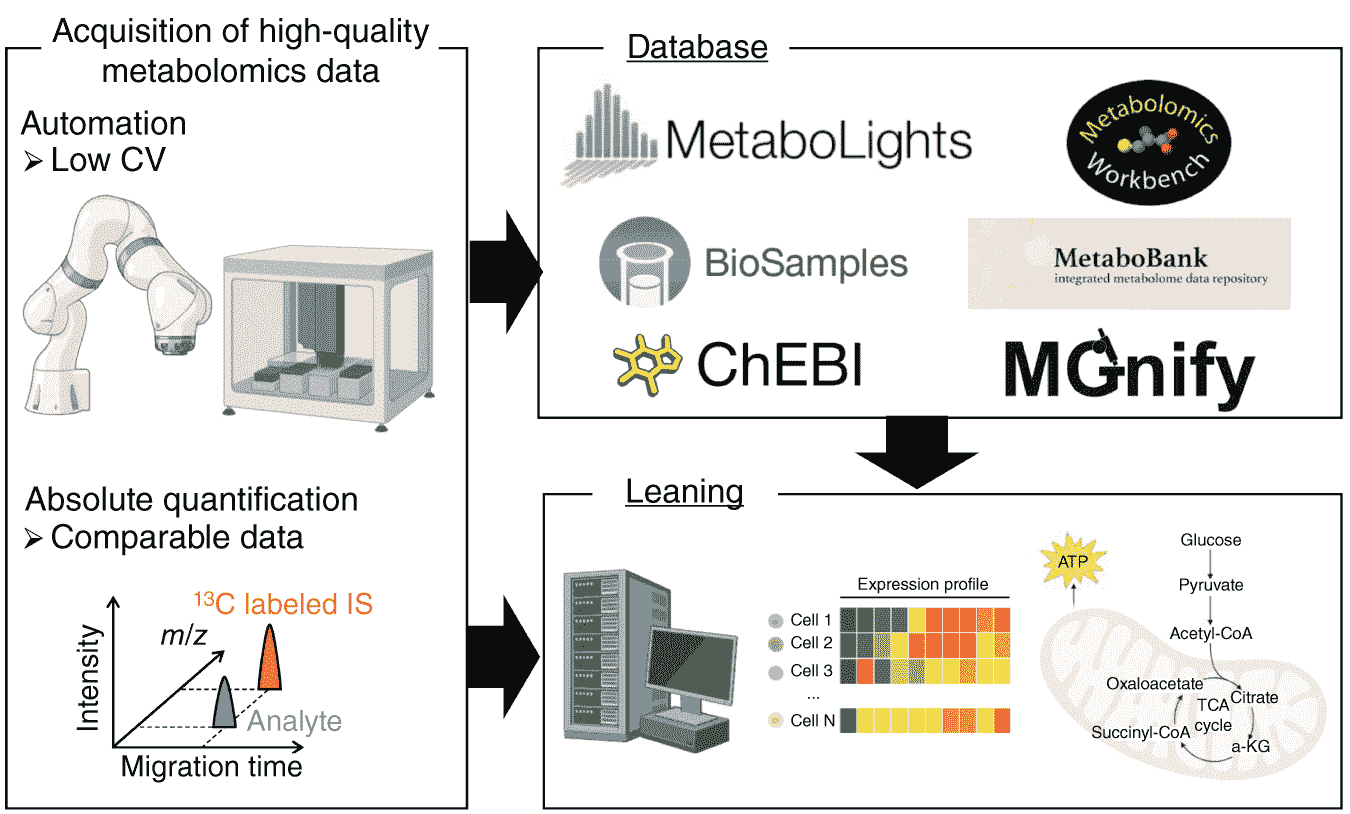 Acquisition of high-quality
metabolomics data
Automation
➢ Low CV
Absolute quantification
➢ Comparable data
13C labeled IS
m/z
Intensity
Analyte
Migration time
Database
MetaboLights
Metabolomics
Workbench
BioSamples
MetaboBank
integrated metabolome data repository
ChEBI
MGnify
Leaning
Expression profile
Cell 1
Cell 2
Cell 3
...
Cell N
ATP
Glucose
Pyruvate
Acetyl-CoA
Oxaloacetate
Citrate
TCA
cycle
Succinyl-CoA
a-KG